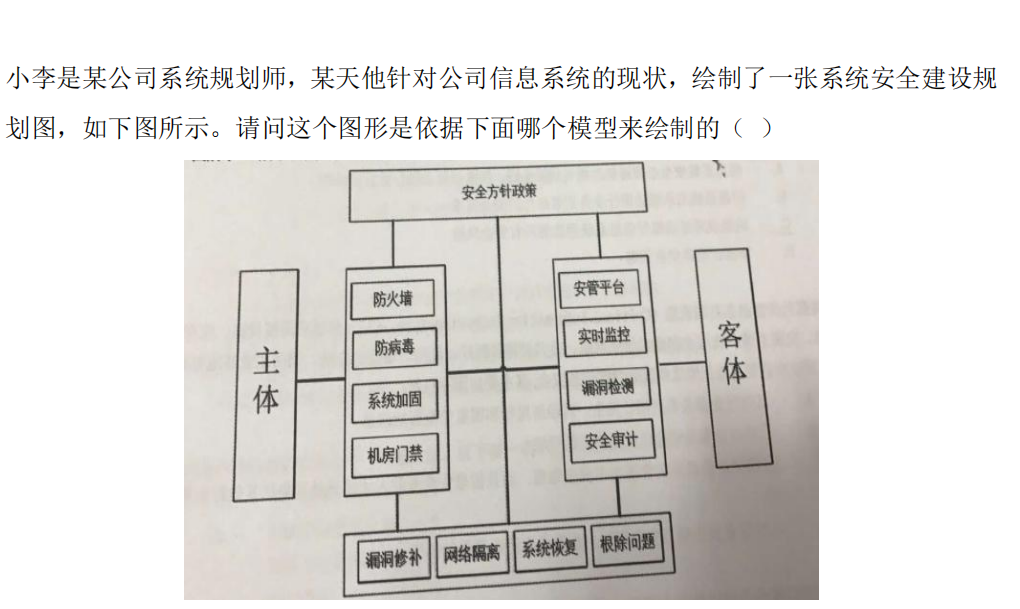 小李是某公司系统规划师，某天他针对公司信息系统的现状，绘制了一张系统安全建设规
划图，如下图所示。请问这个图形是依据下面哪个模型来绘制的（ ）
安全方针政策
主体
防火墙
防病毒
系统加固
机房门禁
安管平台
实时监控
漏洞检测
安全审计
客体
漏洞修补
网络隔离
系统恢复
根除问题